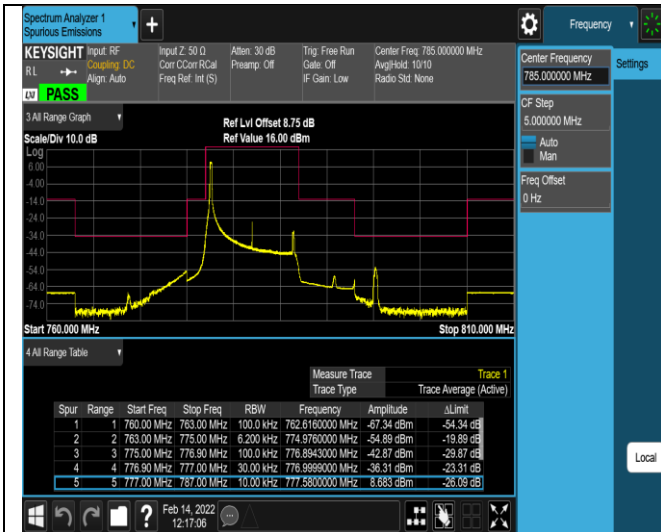 Spectrum Analyzer 1
Spurious Emissions
Frequency
KEYSIGHT Input: RF Input Z: 50 Ω Atten: 30 dB Trig: Free Run Center Freq: 785.000000 MHz
RL Coupling: DC Corr CCorr RCal Preamp: Off Gate: Off Avg|Hold: 10/10
Align: Auto Freq Ref: Int (S) IF Gain: Low Radio Std: None
LXI PASS
Center Frequency
785.000000 MHz
Settings
CF Step
5.000000 MHz
Auto
Man
Freq Offset
0 Hz
3 All Range Graph
Ref Lvl Offset 8.75 dB
Scale/Div 10.0 dB Ref Value 16.00 dBm
Log
6.00
-4.00
-14.0
-24.0
-34.0
-44.0
-54.0
-64.0
-74.0
Start 760.000 MHz Stop 810.000 MHz
4 All Range Table
Measure Trace Trace 1
Trace Type Trace Average (Active)
Spur Range Start Freq Stop Freq RBW Frequency Amplitude ΔLimit
1 1 760.00 MHz 763.00 MHz 100.0 kHz 762.6160000 MHz -67.34 dBm -54.34 dB
2 2 763.00 MHz 775.00 MHz 6.200 kHz 774.9760000 MHz -54.89 dBm -19.89 dB
3 3 775.00 MHz 776.90 MHz 100.0 kHz 776.8943000 MHz -42.87 dBm -29.87 dB
4 4 776.90 MHz 777.00 MHz 30.00 kHz 776.9999000 MHz -36.31 dBm -23.31 dB
5 5 777.00 MHz 787.00 MHz 10.00 kHz 777.5800000 MHz 8.683 dBm -26.09 dB
Local
? Feb 14, 2022
12:17:06